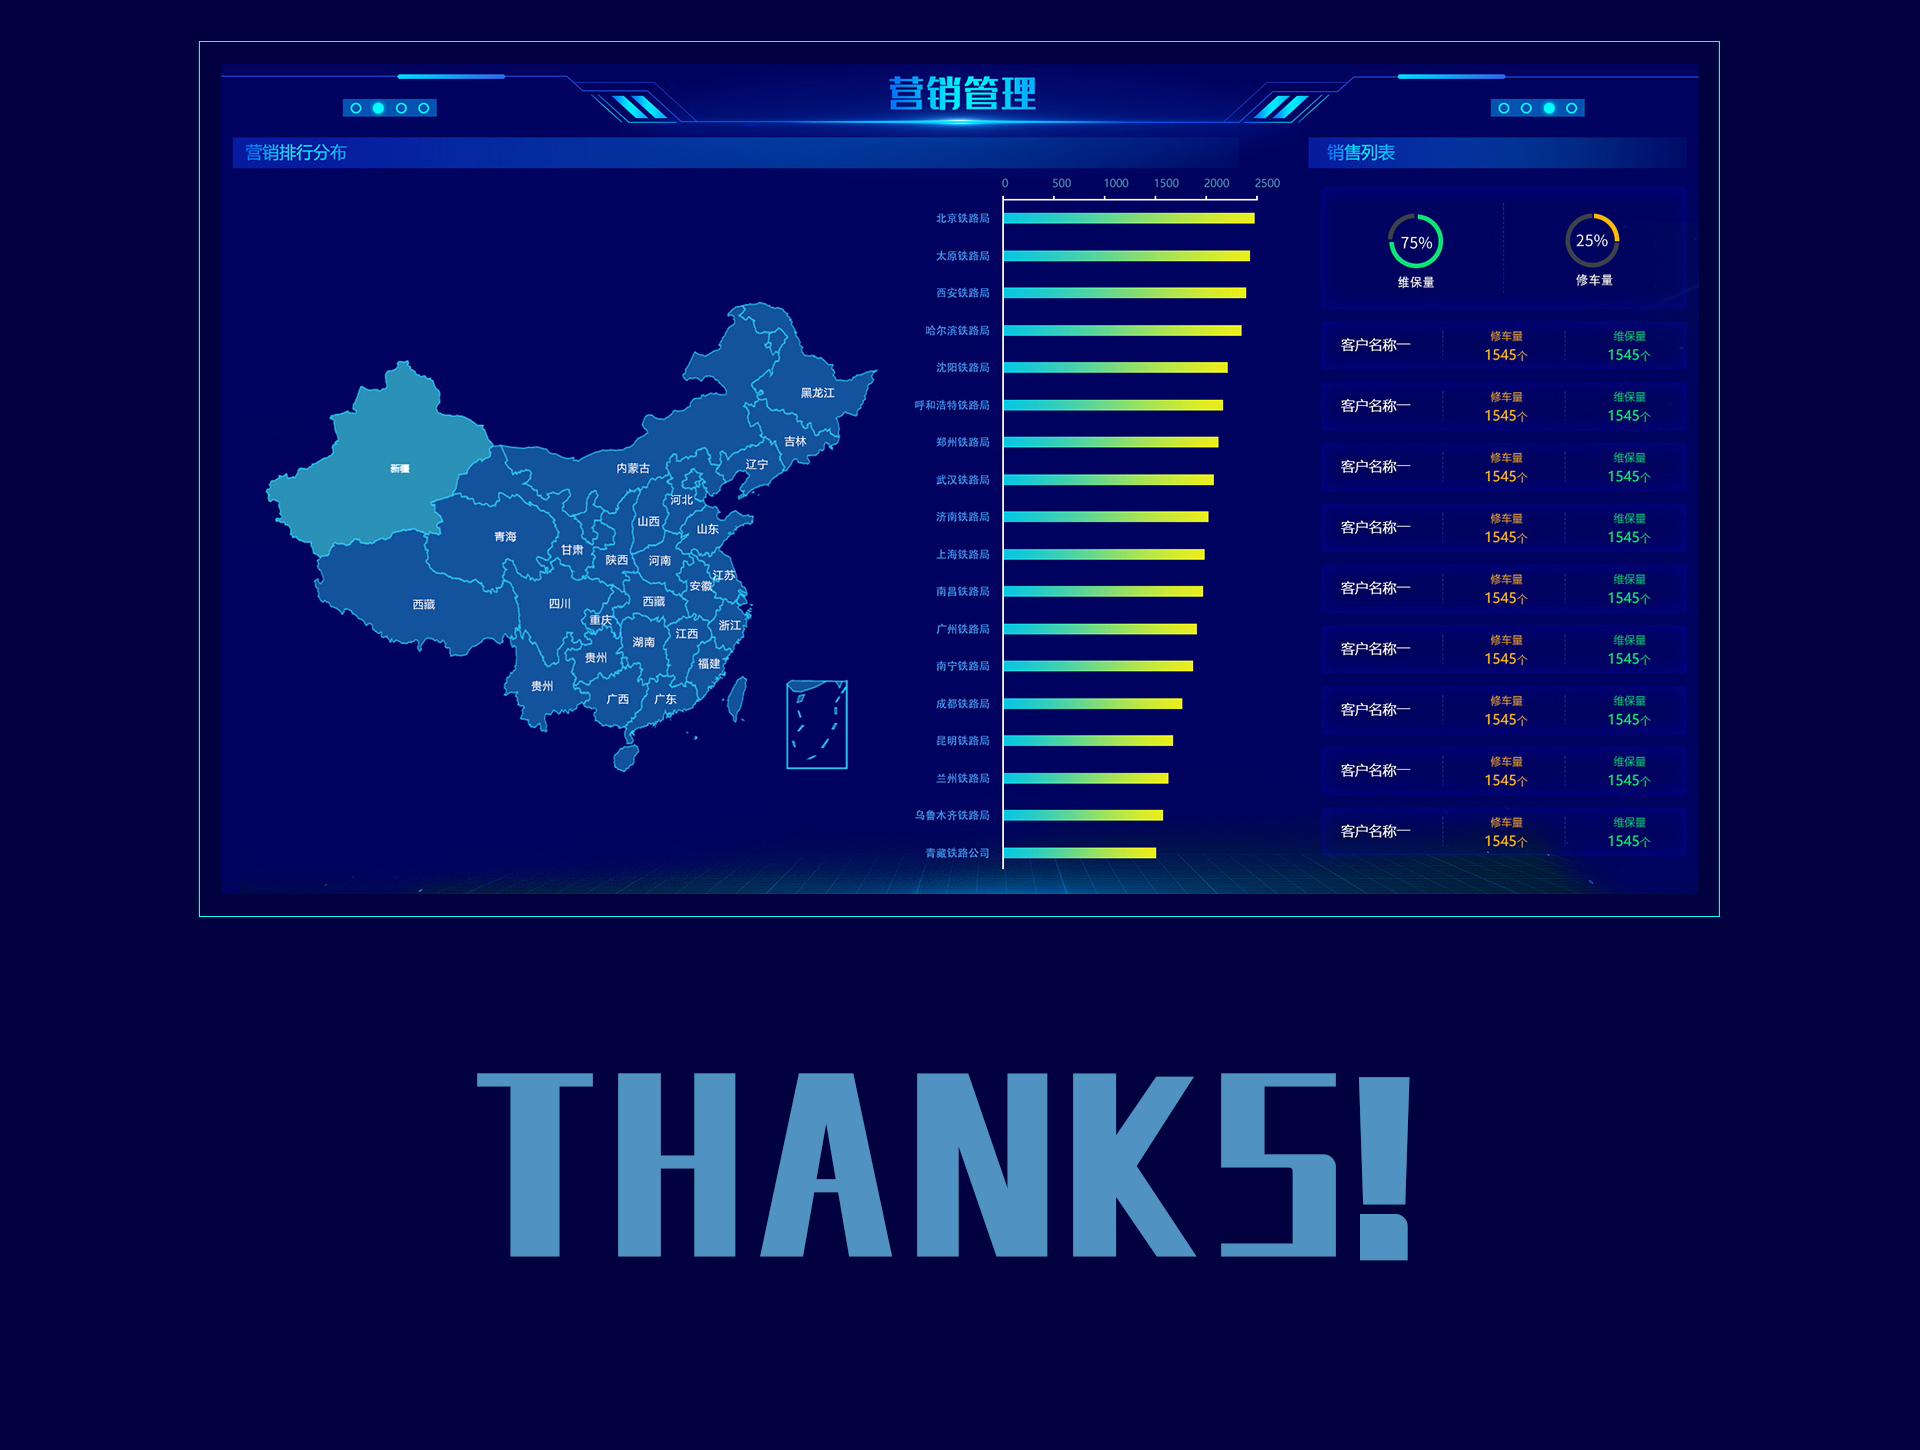 营销管理
营销排行分布
0 500 1000 1500 2000 2500
北京铁路局
太原铁路局
西安铁路局
哈尔滨铁路局
沈阳铁路局
呼和浩特铁路局
郑州铁路局
武汉铁路局
济南铁路局
上海铁路局
南昌铁路局
广州铁路局
南宁铁路局
成都铁路局
昆明铁路局
兰州铁路局
乌鲁木齐铁路局
青藏铁路公司
黑龙江
吉林
辽宁
内蒙古
新疆
河北
山西
山东
青海
甘肃
陕西
河南
江苏
安徽
西藏
四川
西藏
重庆
浙江
江西
湖南
贵州
福建
贵州
广西
广东
销售列表
75%
25%
维保量
修车量
客户名称一 修车量 维保量
1545个 1545个
客户名称一 修车量 维保量
1545个 1545个
客户名称一 修车量 维保量
1545个 1545个
客户名称一 修车量 维保量
1545个 1545个
客户名称一 修车量 维保量
1545个 1545个
客户名称一 修车量 维保量
1545个 1545个
客户名称一 修车量 维保量
1545个 1545个
客户名称一 修车量 维保量
1545个 1545个
客户名称一 修车量 维保量
1545个 1545个
THANKS!